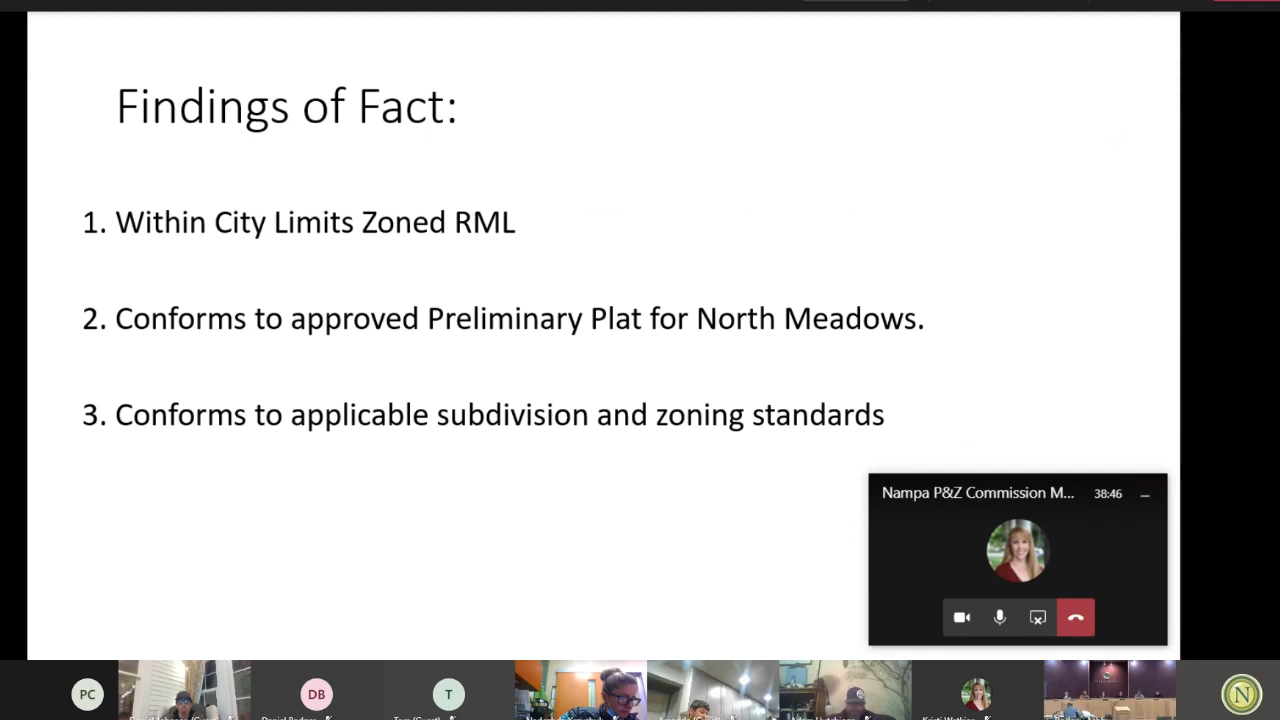 Findings of Fact:
1. Within City Limits Zoned RML
2. Conforms to approved Preliminary Plat for North Meadows.
3. Conforms to applicable subdivision and zoning standards
Nampa P&Z Commission M... 38:46
PC
DB
T
N